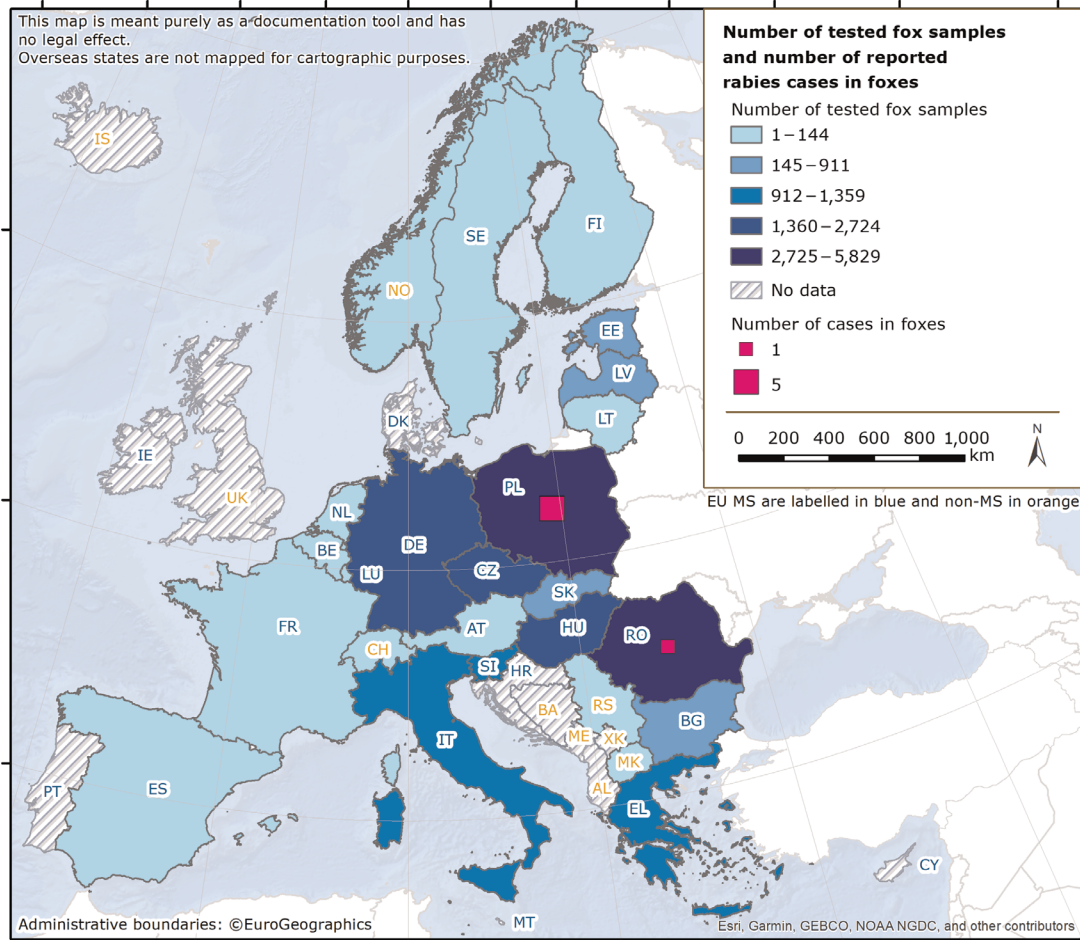 This map is meant purely as a documentation tool and has
no legal effect.
Overseas states are not mapped for cartographic purposes.
Number of tested fox samples
and number of reported
rabies cases in foxes
Number of tested fox samples
1–144
145–911
912–1,359
1,360–2,724
2,725–5,829
No data
Number of cases in foxes
1
5
0 200 400 600 800 1,000
km
N
EU MS are labelled in blue and non-MS in orange
IS
FI
SE
NO
EE
LV
LT
DK
IE
UK
PL
NL
DE
BE
LU
CZ
SK
FR
AT
HU
RO
CH
SI
HR
RS
BA
BG
ME
XK
IT
MK
AL
PT
ES
EL
CY
MT
Administrative boundaries: ©EuroGeographics
Esri, Garmin, GEBCO, NOAA NGDC, and other contributors